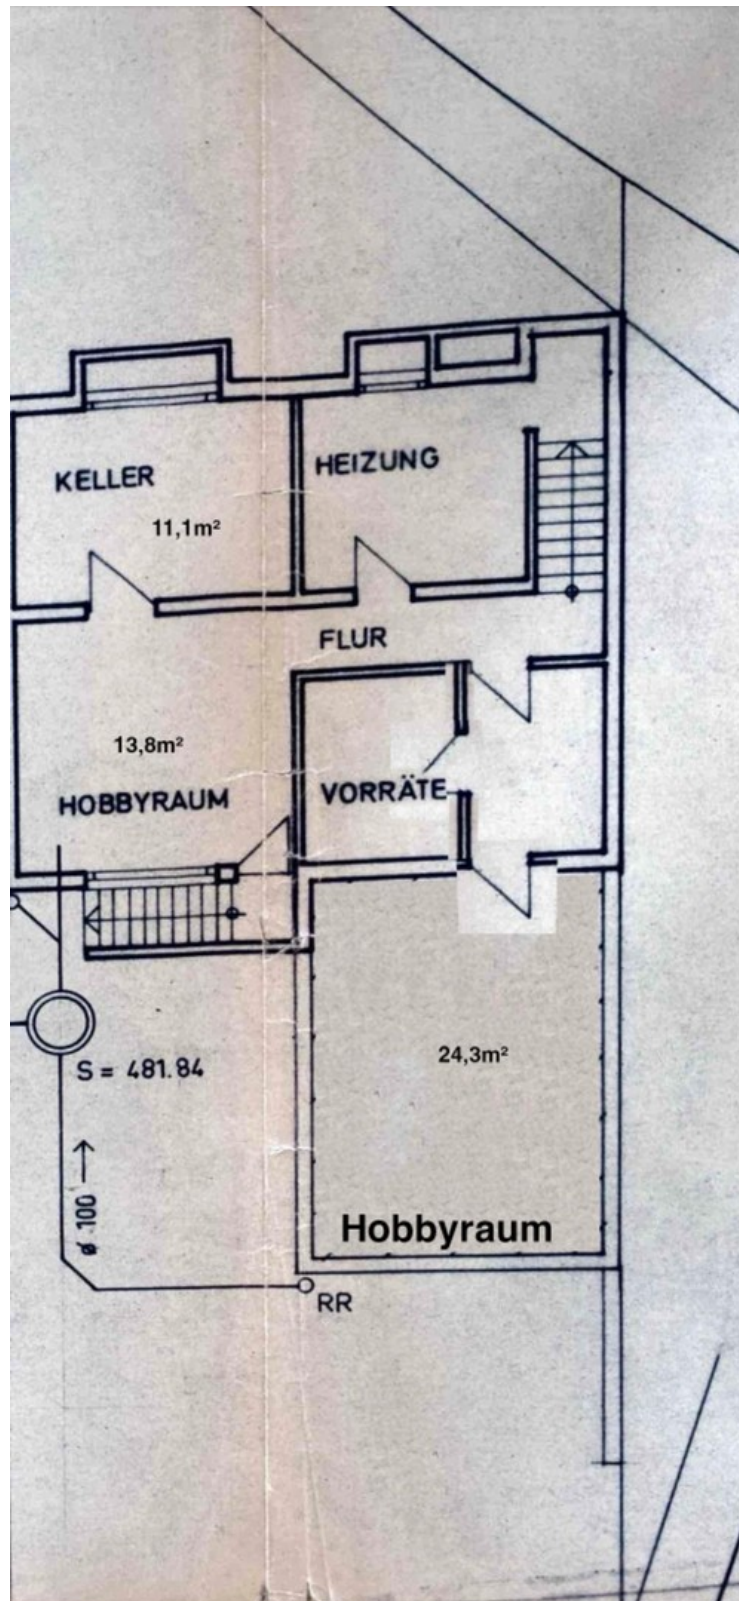 KELLER
11,1m²
HEIZUNG
FLUR
13,8m²
HOBBYRAUM
VORRÄTE
S = 481.84
24,3m²
ø 100
Hobbyraum
RR